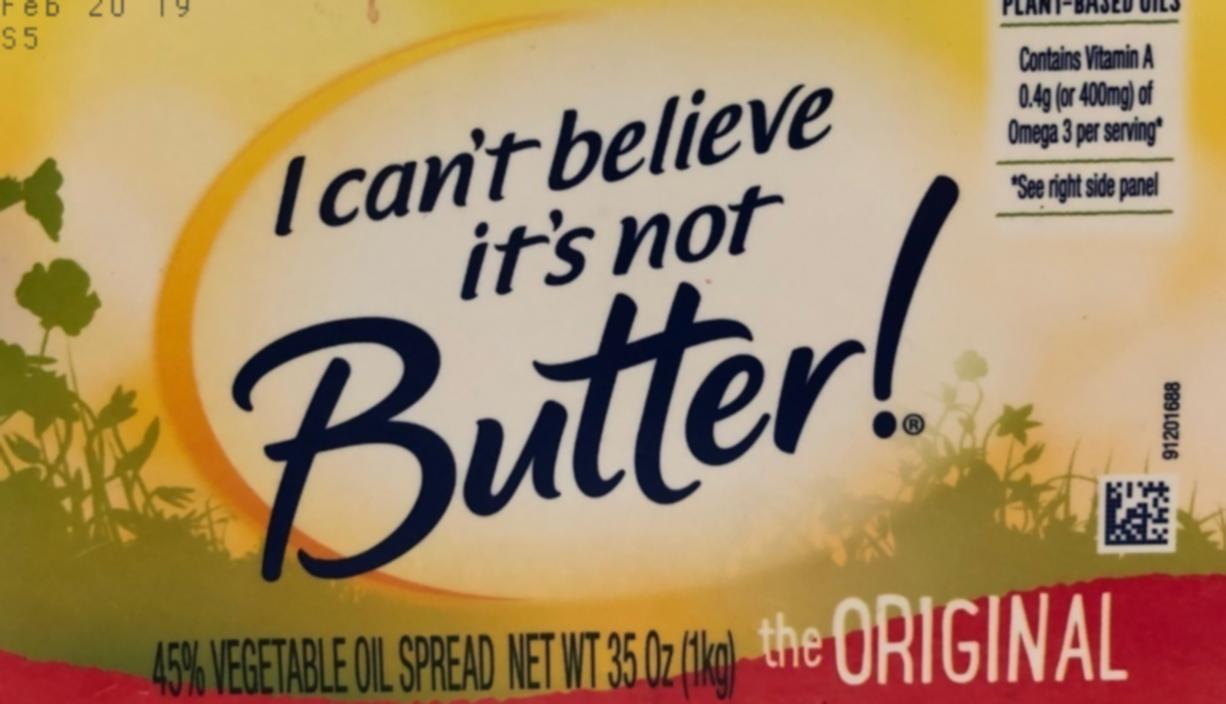 Feb 20 19
S5
PLANT-BASED OILS
Contains Vitamin A
0.4g (or 400mg) of
Omega 3 per serving*
*See right side panel
I can't believe
it's not
Butter!®
91201688
45% VEGETABLE OIL SPREAD NET WT 35 Oz (1kg)
the ORIGINAL